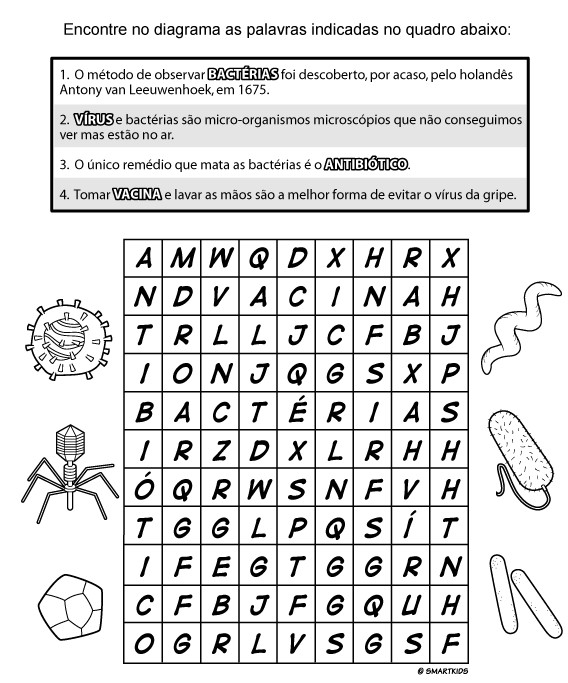 Encontre no diagrama as palavras indicadas no quadro abaixo:
1. O método de observar BACTÉRIAS foi descoberto, por acaso, pelo holandês
Antony van Leeuwenhoek, em 1675.
2. VÍRUS e bactérias são micro-organismos microscópios que não conseguimos
ver mas estão no ar.
3. O único remédio que mata as bactérias é o ANTIBIÓTICO.
4. Tomar VACINA e lavar as mãos são a melhor forma de evitar o vírus da gripe.
A M W Q D X H R X
N D V A C I N A H
T R L L J C F B J
I O N J Q G S X P
B A C T É R I A S
I R Z D X L R H H
Ó Q R W S N F V H
T G G L P Q S Í T
I F E G T G G R N
C F B J F G Q U H
O G R L V S G S F
© SMARTKIDS